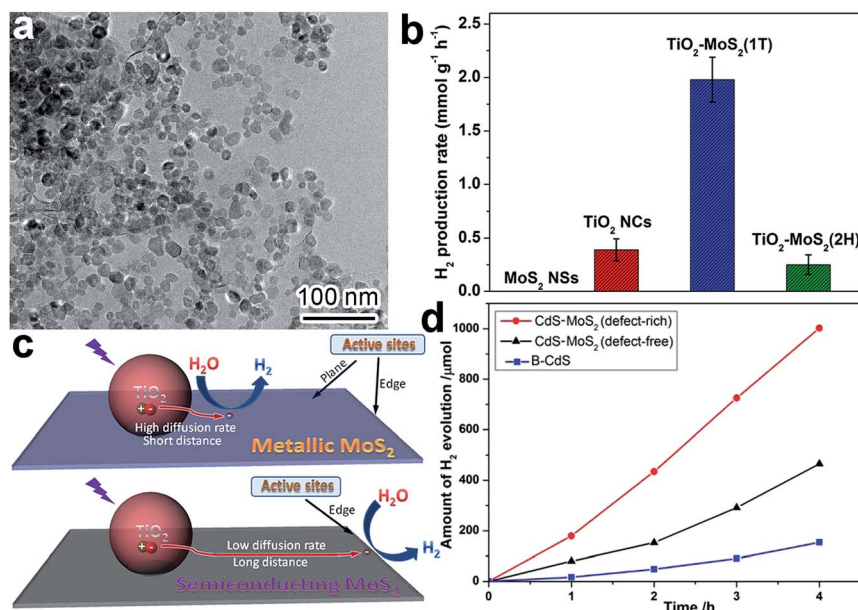 a
100 nm
b
H₂ production rate (mmol g⁻¹ h⁻¹)
2.5
2.0
1.5
1.0
0.5
0.0
MoS₂ NSs
TiO₂ NCs
TiO₂-MoS₂(1T)
TiO₂-MoS₂(2H)
c
Active sites
H₂O
H₂
Plane
Edge
TiO₂
+ -
-
High diffusion rate
Short distance
Metallic MoS₂
Active sites
H₂O
Edge
TiO₂
+ -
-
Low diffusion rate
Long distance
H₂
Semiconducting MoS₂
d
Amount of H₂ evolution /μmol
1000
800
600
400
200
0
CdS-MoS₂ (defect-rich)
CdS-MoS₂ (defect-free)
B-CdS
0 1 2 3 4
Time /h